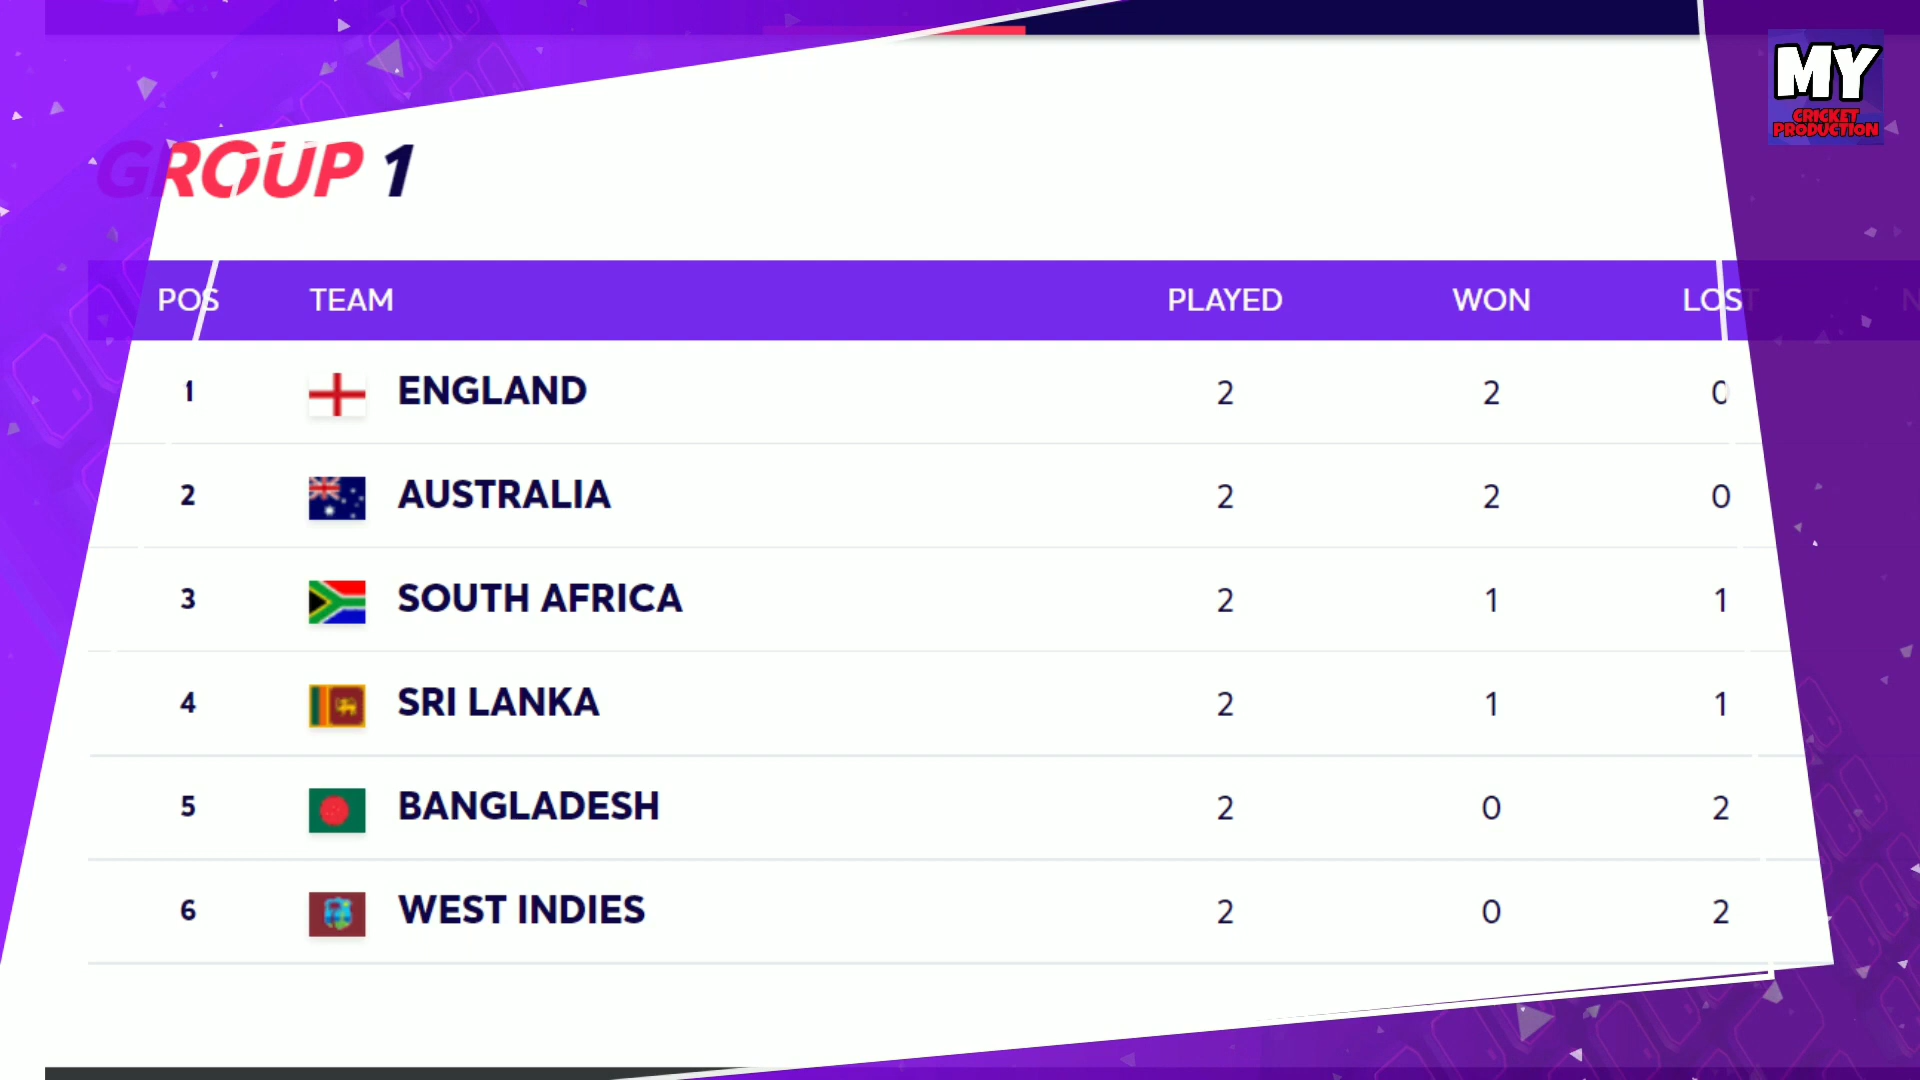 MY
CRICKET
PRODUCTION
GROUP 1
POS TEAM PLAYED WON LOST N
1 ENGLAND 2 2 0
2 AUSTRALIA 2 2 0
3 SOUTH AFRICA 2 1 1
4 SRI LANKA 2 1 1
5 BANGLADESH 2 0 2
6 WEST INDIES 2 0 2